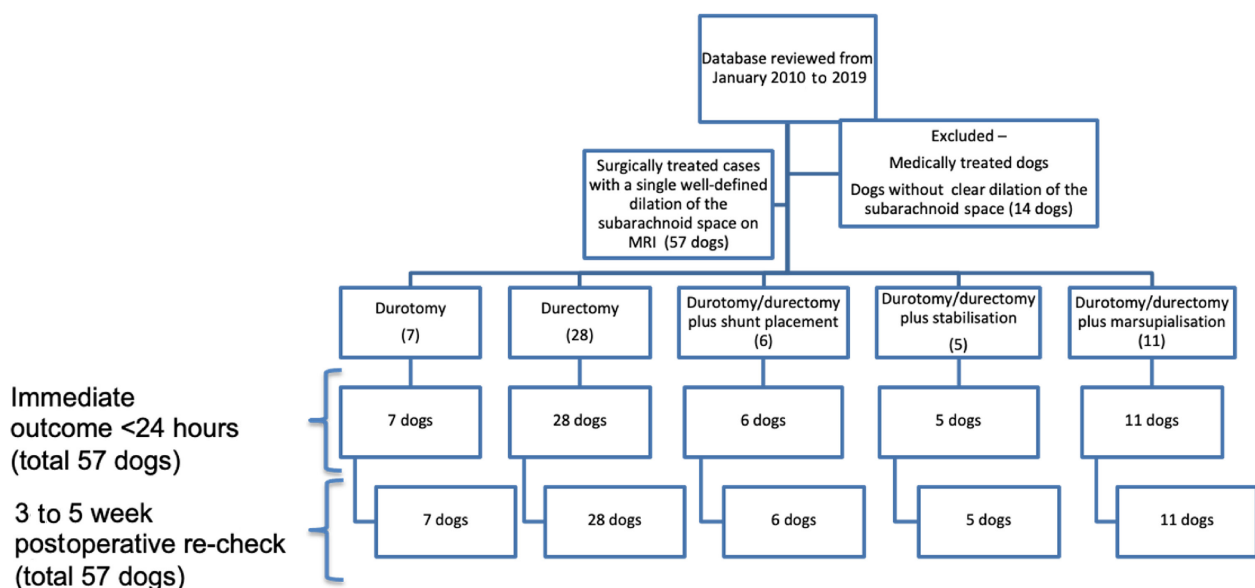 Database reviewed from
January 2010 to 2019
Excluded –
Medically treated dogs
Dogs without clear dilation of the
subarachnoid space (14 dogs)
Surgically treated cases
with a single well-defined
dilation of the
subarachnoid space on
MRI (57 dogs)
Durotomy
(7)
Durectomy
(28)
Durotomy/durectomy
plus shunt placement
(6)
Durotomy/durectomy
plus stabilisation
(5)
Durotomy/durectomy
plus marsupialisation
(11)
Immediate
outcome <24 hours
(total 57 dogs)
7 dogs
28 dogs
6 dogs
5 dogs
11 dogs
3 to 5 week
postoperative re-check
(total 57 dogs)
7 dogs
28 dogs
6 dogs
5 dogs
11 dogs